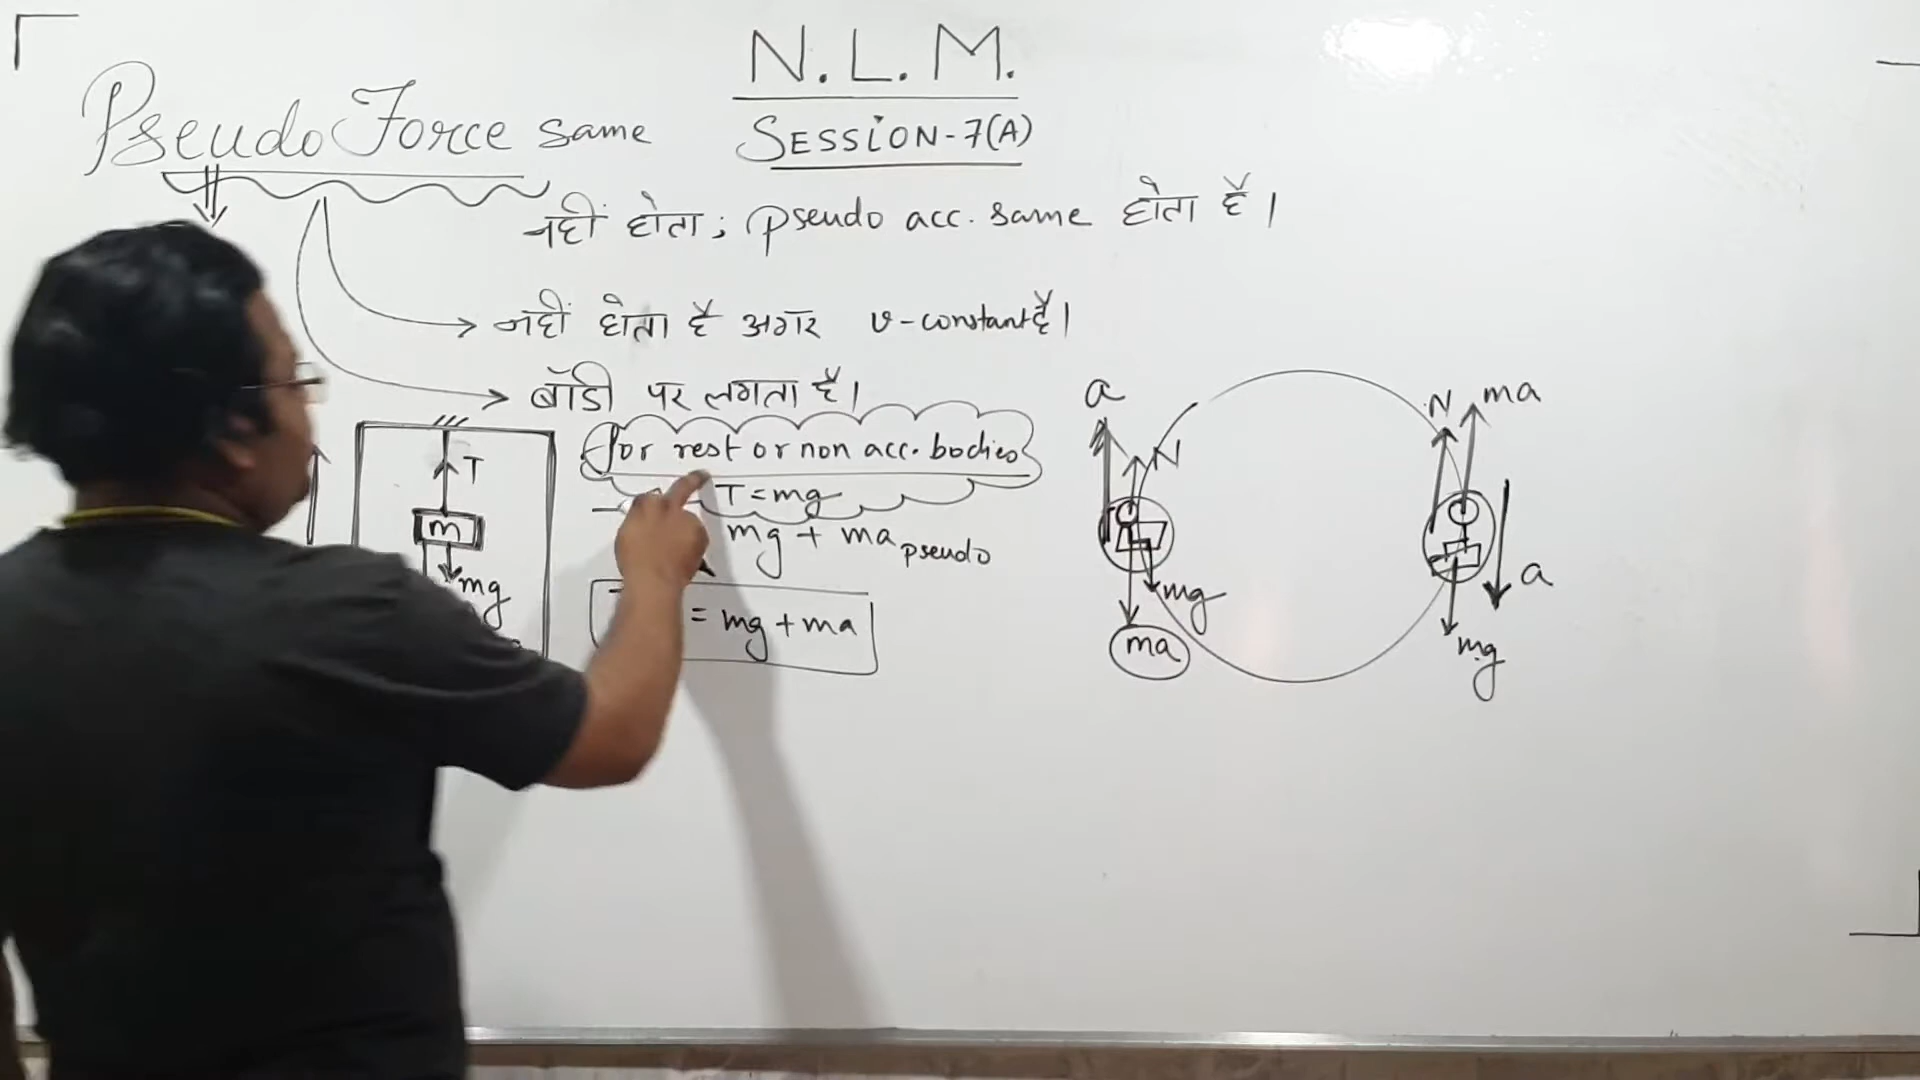 N.L.M.
SESSION-7(A)
Pseudo Force same
नहीं होता; pseudo acc. same होता है।
नहीं होता है अगर v-constant है।
बॉडी पर लगता है।
for rest or non acc. bodies
T = mg
mg + ma pseudo
= mg + ma
T
m
mg
a
N
mg
ma
N
ma
a
mg